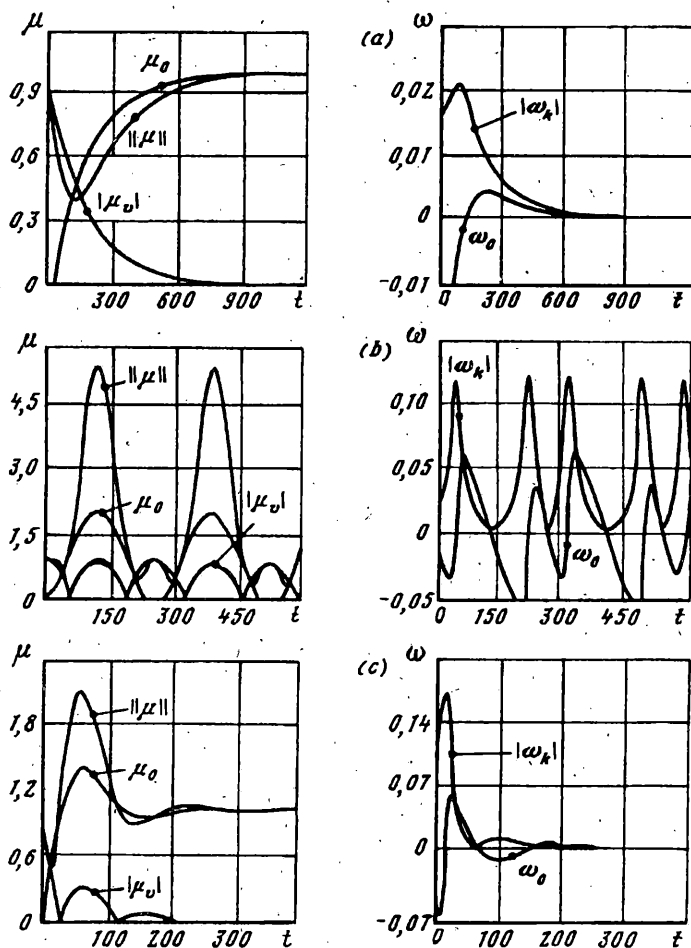 μ
μ₀
0,9
||μ||
0,6
|μᵥ|
0,3
0
300 600 900 t
(a) ω
0,02
|ωₖ|
0,01
0
ω₀
-0,01
0 300 600 900 t
μ
||μ||
4,5
3,0
μ₀
|μᵥ|
1,5
0
150 300 450 t
(b) ω
|ωₖ|
0,10
0,05
0
ω₀
-0,05
0 150 300 450 t
μ
||μ||
1,8
μ₀
1,2
0,6
|μᵥ|
0
0 100 200 300 t
(c) ω
0,14
|ωₖ|
0,07
0
ω₀
-0,07
0 100 200 300 t